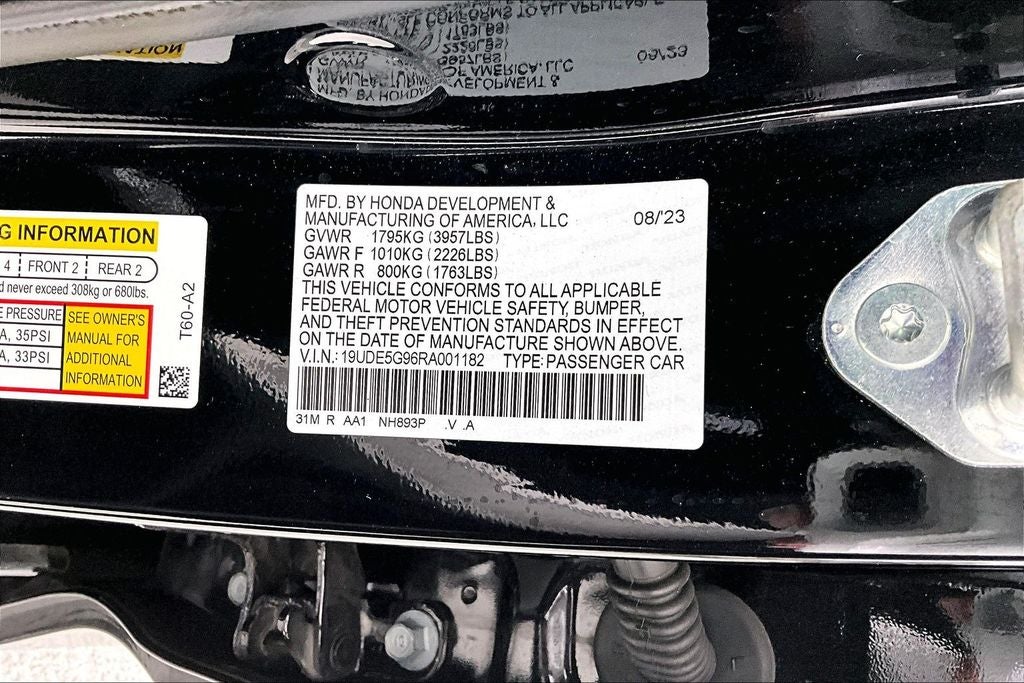 MFD. BY HONDA DEVELOPMENT &
MANUFACTURING OF AMERICA, LLC 08/'23
GVWR 1795KG (3957LBS)
GAWR F 1010KG (2226LBS)
GAWR R 800KG (1763LBS)
THIS VEHICLE CONFORMS TO ALL APPLICABLE
FEDERAL MOTOR VEHICLE SAFETY, BUMPER,
AND THEFT PREVENTION STANDARDS IN EFFECT
ON THE DATE OF MANUFACTURE SHOWN ABOVE.
V.I.N.: 19UDE5G96RA001182 TYPE: PASSENGER CAR
31M R AA1 NH893P .V .A
G INFORMATION
4 FRONT 2 REAR 2
d never exceed 308kg or 680lbs.
E PRESSURE
A, 35PSI
A, 33PSI
SEE OWNER'S
MANUAL FOR
ADDITIONAL
INFORMATION
T60-A2